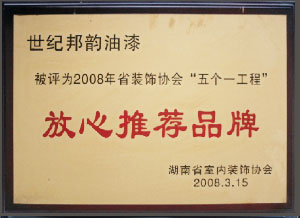 世纪邦韵油漆
被评为2008年省装饰协会“五个一工程”
放心推荐品牌
湖南省室内装饰协会
2008.3.15